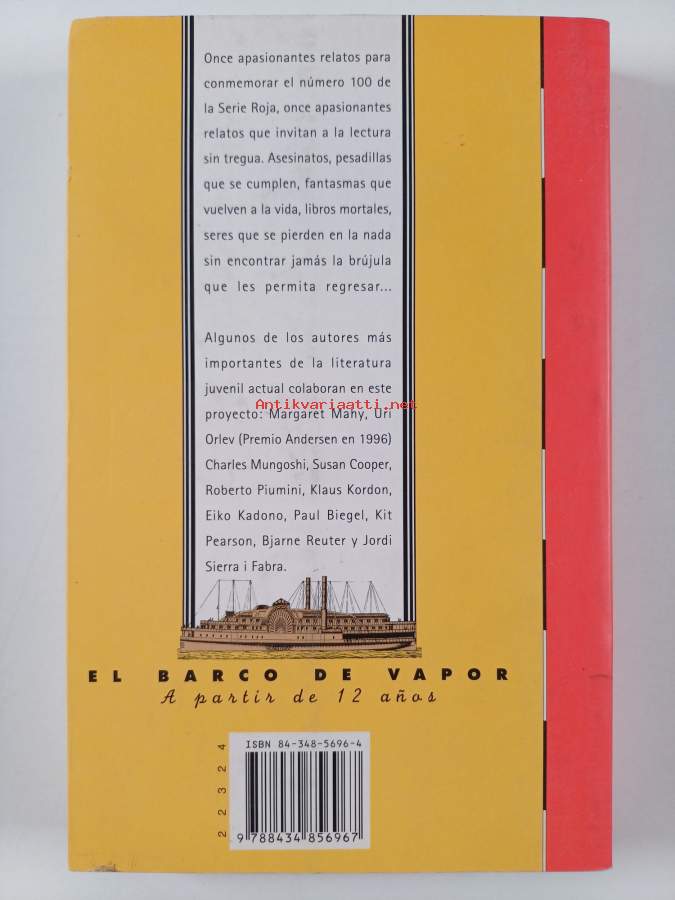 Once apasionantes relatos para
conmemorar el número 100 de
la Serie Roja, once apasionantes
relatos que invitan a la lectura
sin tregua. Asesinatos, pesadillas
que se cumplen, fantasmas que
vuelven a la vida, libros mortales,
seres que se pierden en la nada
sin encontrar jamás la brújula
que les permita regresar...
Algunos de los autores más
importantes de la literatura
juvenil actual colaboran en este
Antikvariaatti.net
proyecto: Margaret Mahy, Uri
Orlev (Premio Andersen en 1996)
Charles Mungoshi, Susan Cooper,
Roberto Piumini, Klaus Kordon,
Eiko Kadono, Paul Biegel, Kit
Pearson, Bjarne Reuter y Jordi
Sierra i Fabra.
EL BARCO DE VAPOR
A partir de 12 años
ISBN 84-348-5696-4
22324
9 788434 856967